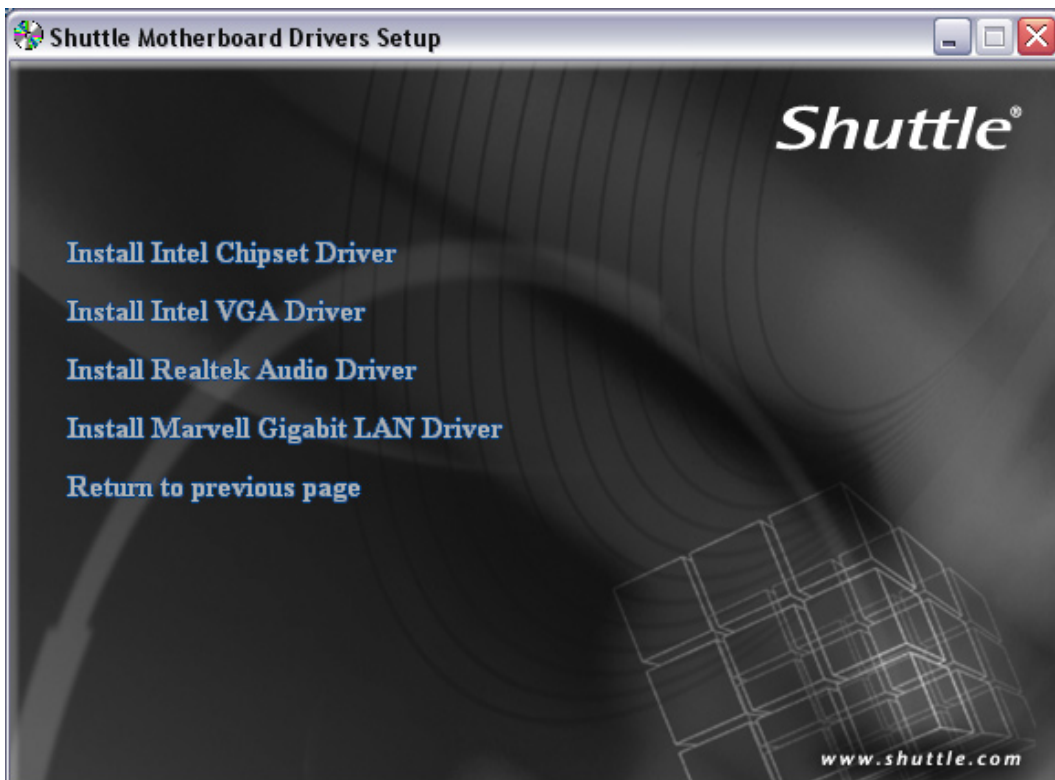 Shuttle Motherboard Drivers Setup
Shuttle®
Install Intel Chipset Driver
Install Intel VGA Driver
Install Realtek Audio Driver
Install Marvell Gigabit LAN Driver
Return to previous page
www.shuttle.com